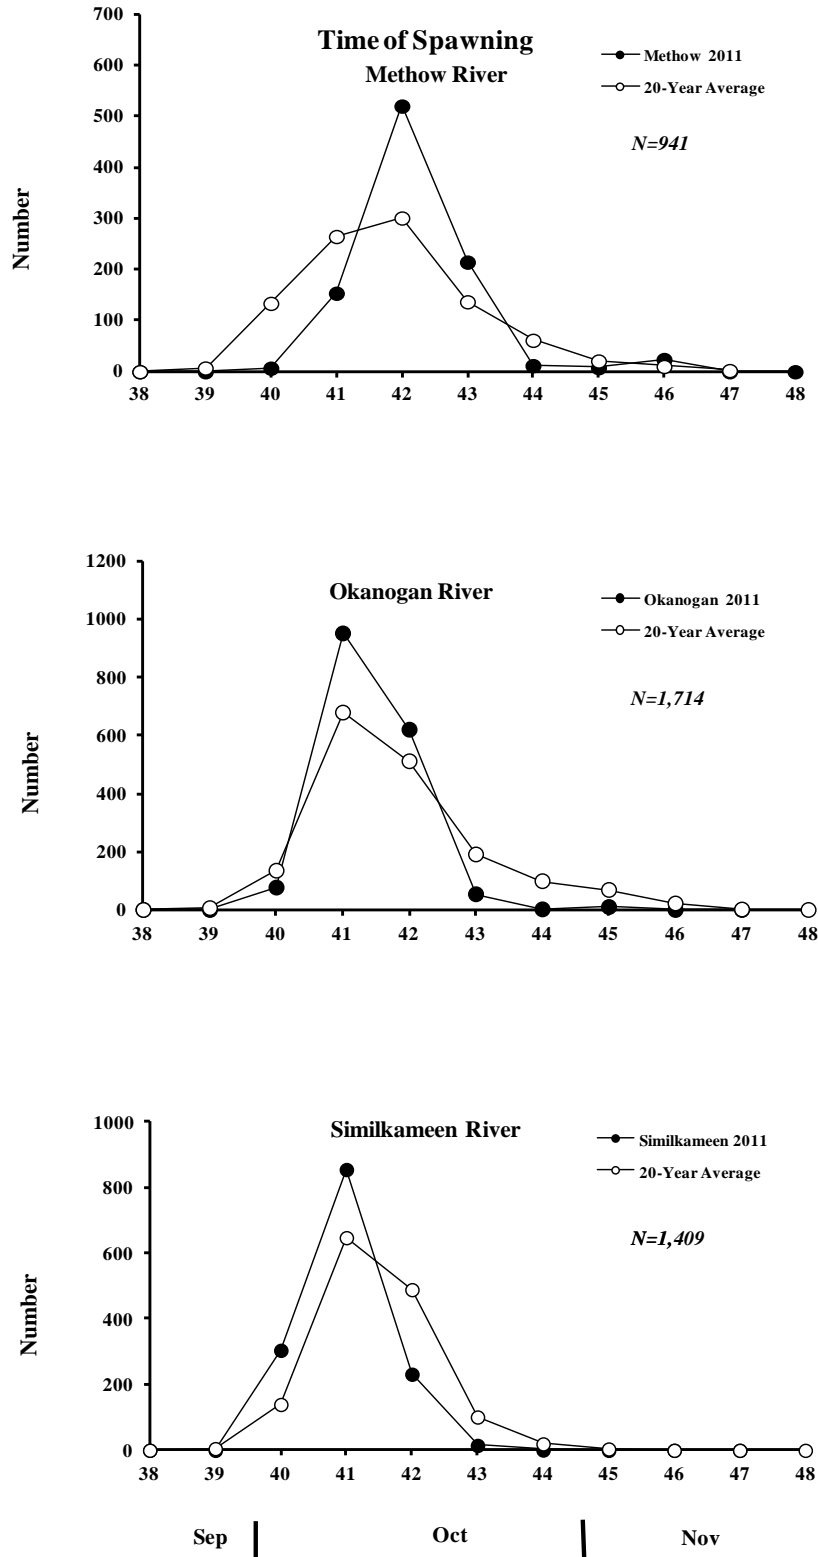 Time of Spawning
Methow River
Methow 2011
20-Year Average
N=941
Number
700
600
500
400
300
200
100
0
38 39 40 41 42 43 44 45 46 47 48
Okanogan River
Okanogan 2011
20-Year Average
N=1,714
Number
1200
1000
800
600
400
200
0
38 39 40 41 42 43 44 45 46 47 48
Similkameen River
Similkameen 2011
20-Year Average
N=1,409
Number
1000
800
600
400
200
0
38 39 40 41 42 43 44 45 46 47 48
Sep Oct Nov